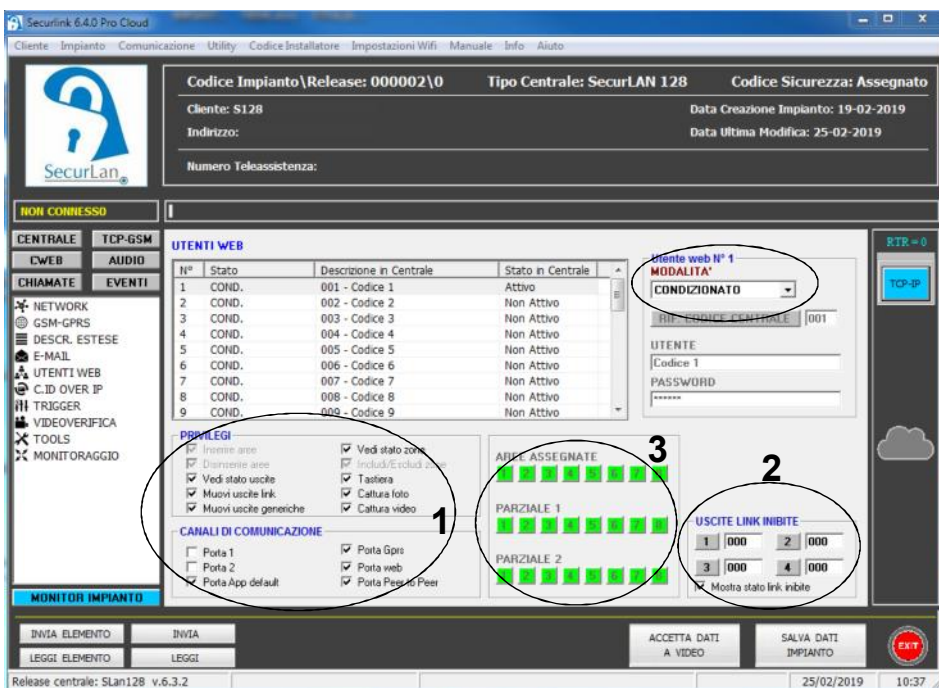 Securlink 6.4.0 Pro Cloud
Cliente Impianto Comunicazione Utility Codice Installatore Impostazioni Wifi Manuale Info Aiuto
SecurLan®
Codice Impianto\Release: 000002\0 Tipo Centrale: SecurLAN 128 Codice Sicurezza: Assegnato
Cliente: S128 Data Creazione Impianto: 19-02-2019
Indirizzo: Data Ultima Modifica: 25-02-2019
Numero Teleassistenza:
NON CONNESSO
CENTRALE TCP-GSM
CWEB AUDIO
CHIAMATE EVENTI
NETWORK
GSM-GPRS
DESCR. ESTESE
E-MAIL
UTENTI WEB
C.ID OVER IP
TRIGGER
VIDEOVERIFICA
TOOLS
MONITORAGGIO
MONITOR IMPIANTO
UTENTI WEB
N° Stato Descrizione in Centrale Stato in Centrale
1 COND. 001 - Codice 1 Attivo
2 COND. 002 - Codice 2 Non Attivo
3 COND. 003 - Codice 3 Non Attivo
4 COND. 004 - Codice 4 Non Attivo
5 COND. 005 - Codice 5 Non Attivo
6 COND. 006 - Codice 6 Non Attivo
7 COND. 007 - Codice 7 Non Attivo
8 COND. 008 - Codice 8 Non Attivo
9 COND. 009 - Codice 9 Non Attivo
Utente web N° 1
MODALITA'
CONDIZIONATO
RIF. CODICE CENTRALE 001
UTENTE
Codice 1
PASSWORD
******
PRIVILEGI
Inserire aree Vedi stato zone
Disinserire aree Includi/Escludi zone
Vedi stato uscite Tastiera
Muovi uscite link Cattura foto
Muovi uscite generiche Cattura video
1
CANALI DI COMUNICAZIONE
Porta 1 Porta Gprs
Porta 2 Porta web
Porta App default Porta Peer to Peer
3
AREE ASSEGNATE
1 2 3 4 5 6 7 8
PARZIALE 1
1 2 3 4 5 6 7 8
PARZIALE 2
1 2 3 4 5 6 7 8
2
USCITE LINK INIBITE
1 000 2 000
3 000 4 000
Mostra stato link inibite
RTR = 0
TCP-IP
INVIA ELEMENTO INVIA
LEGGI ELEMENTO LEGGI
ACCETTA DATI A VIDEO
SALVA DATI IMPIANTO
EXIT
Release centrale: SLan128 v.6.3.2 25/02/2019 10:37